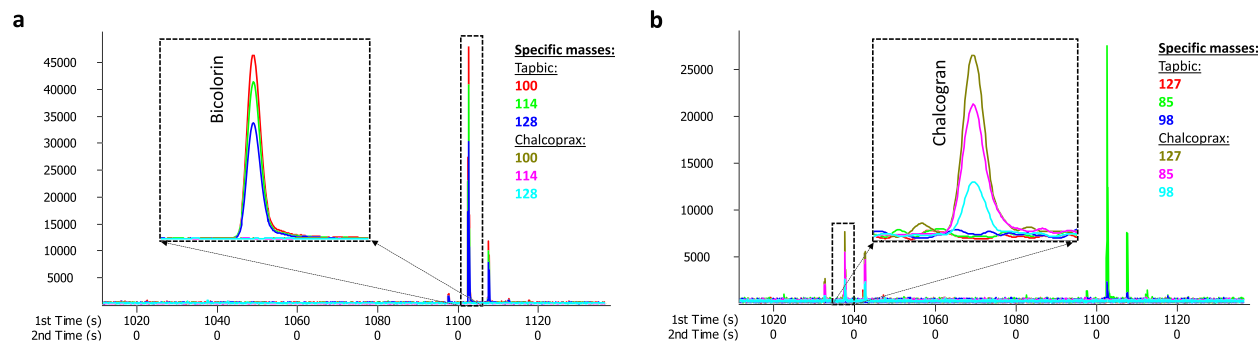 a
Bicolorin
45000
40000
35000
30000
25000
20000
15000
10000
5000
Specific masses:
Tapbic:
100
114
128
Chalcoprax:
100
114
128
1st Time (s) 1020 1040 1060 1080 1100 1120
2nd Time (s) 0 0 0 0 0 0
b
Chalcogran
25000
20000
15000
10000
5000
Specific masses:
Tapbic:
127
85
98
Chalcoprax:
127
85
98
1st Time (s) 1020 1040 1060 1080 1100 1120
2nd Time (s) 0 0 0 0 0 0